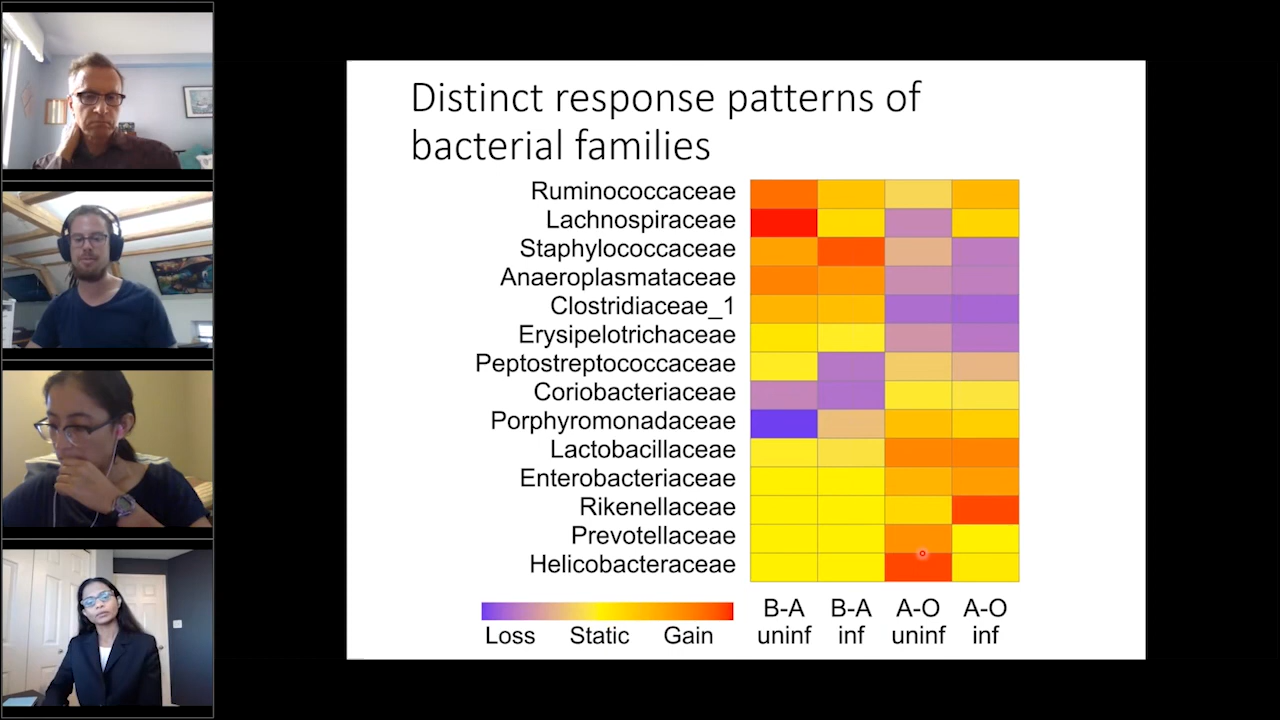 Distinct response patterns of
bacterial families
Ruminococcaceae
Lachnospiraceae
Staphylococcaceae
Anaeroplasmataceae
Clostridiaceae_1
Erysipelotrichaceae
Peptostreptococcaceae
Coriobacteriaceae
Porphyromonadaceae
Lactobacillaceae
Enterobacteriaceae
Rikenellaceae
Prevotellaceae
Helicobacteraceae
Loss Static Gain
B-A B-A A-O A-O
uninf inf uninf inf